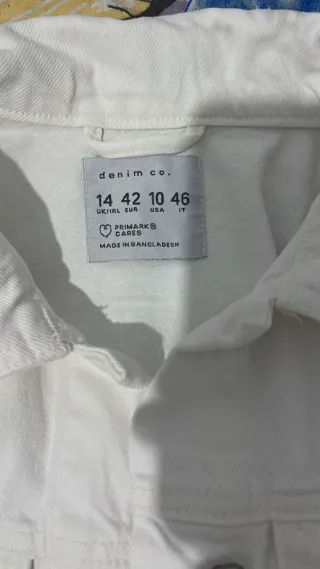 denim co.
14 42 10 46
UK/IRL EUR USA IT
PRIMARK®
CARES
MADE IN BANGLADESH